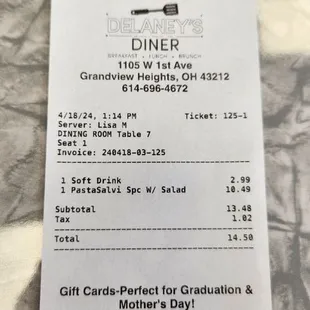 DELANEY'S
DINER
BREAKFAST • LUNCH • BRUNCH
1105 W 1st Ave
Grandview Heights, OH 43212
614-696-4672
4/18/24, 1:14 PM Ticket: 125-1
Server: Lisa M
DINING ROOM Table 7
Seat 1
Invoice: 240418-03-125
1 Soft Drink 2.99
1 PastaSalvi Spc W/ Salad 10.49
Subtotal 13.48
Tax 1.02
Total 14.50
Gift Cards-Perfect for Graduation &
Mother's Day!